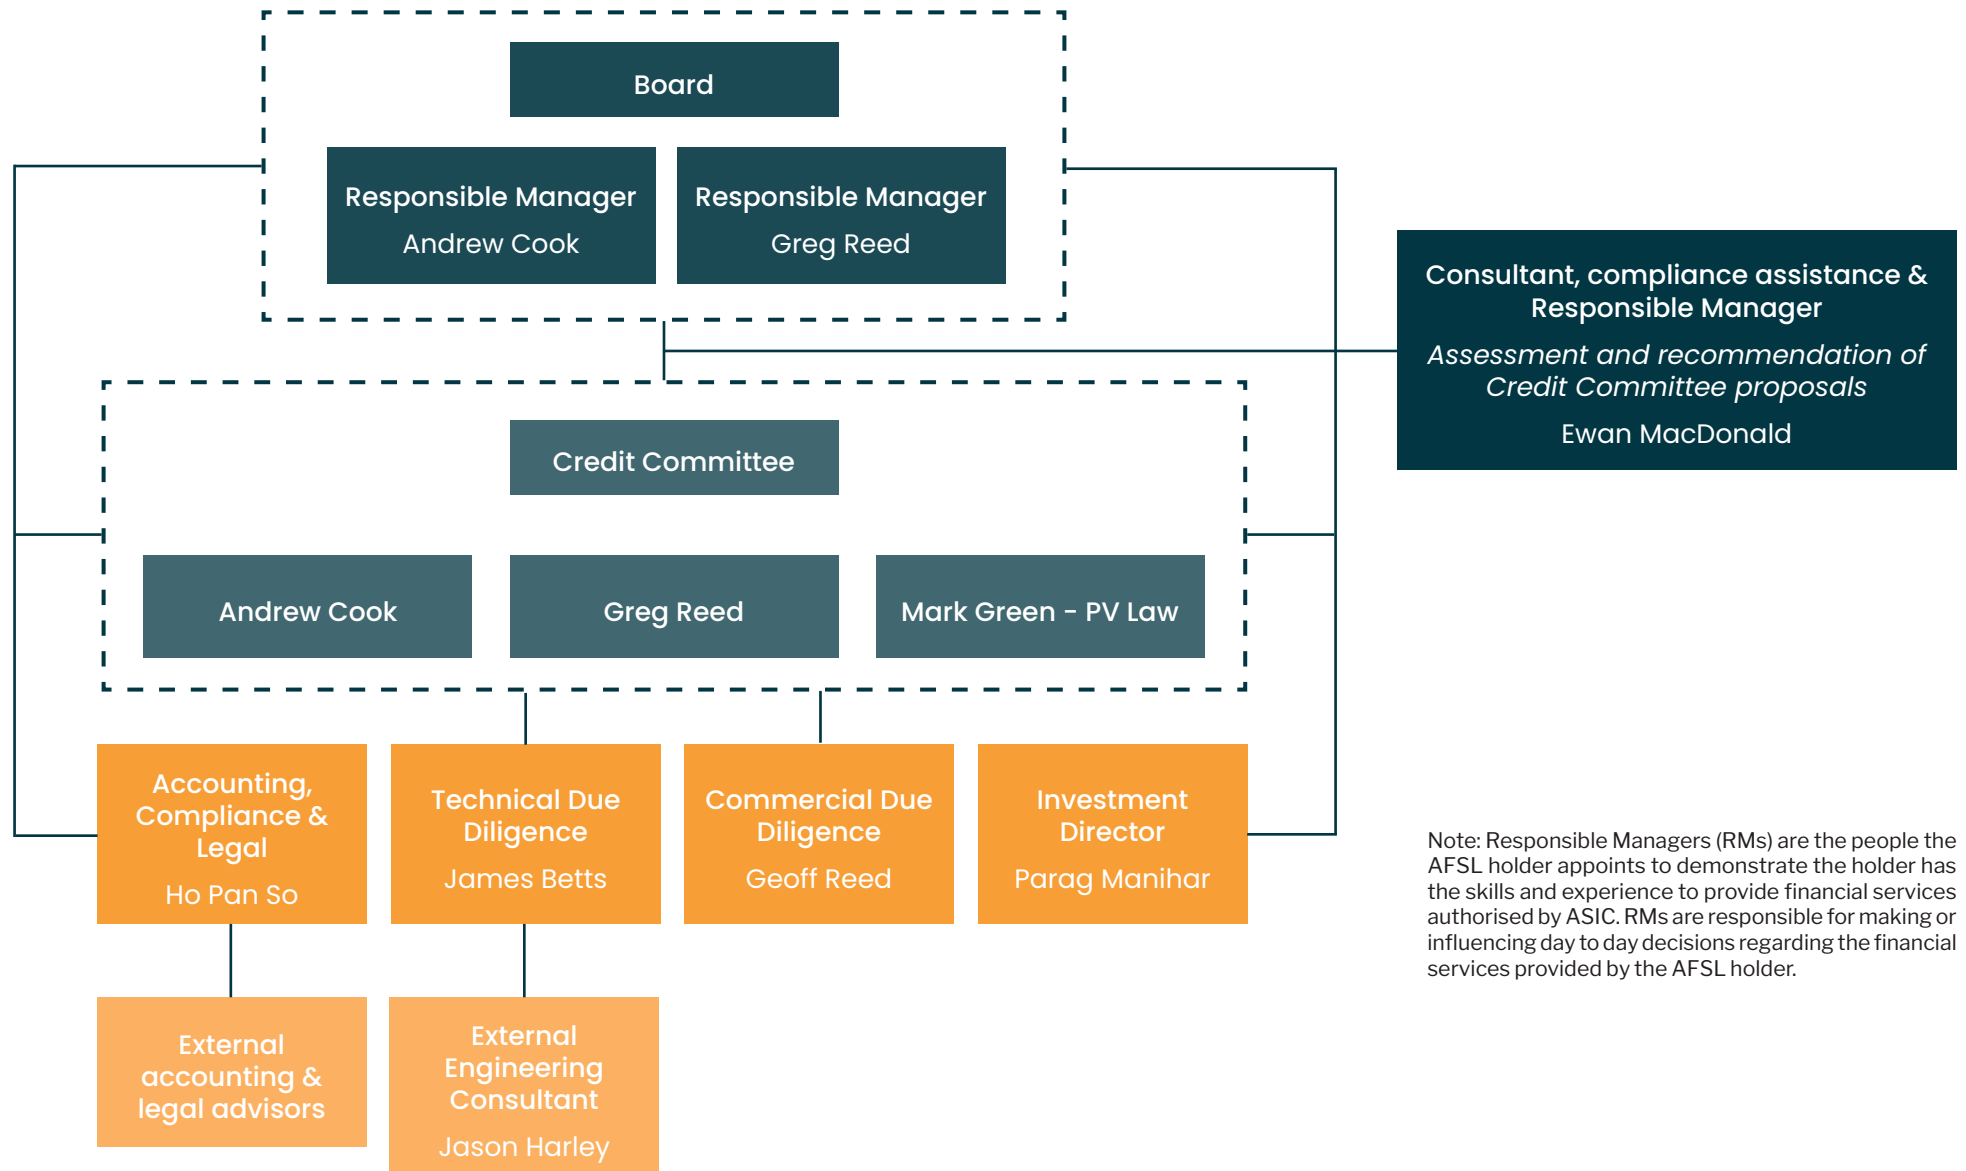 Board
Responsible Manager
Andrew Cook
Responsible Manager
Greg Reed
Consultant, compliance assistance &
Responsible Manager
Assessment and recommendation of
Credit Committee proposals
Ewan MacDonald
Credit Committee
Andrew Cook
Greg Reed
Mark Green - PV Law
Accounting,
Compliance &
Legal
Ho Pan So
Technical Due
Diligence
James Betts
Commercial Due
Diligence
Geoff Reed
Investment
Director
Parag Manihar
Note: Responsible Managers (RMs) are the people the
AFSL holder appoints to demonstrate the holder has
the skills and experience to provide financial services
authorised by ASIC. RMs are responsible for making or
influencing day to day decisions regarding the financial
services provided by the AFSL holder.
External
accounting &
legal advisors
External
Engineering
Consultant
Jason Harley